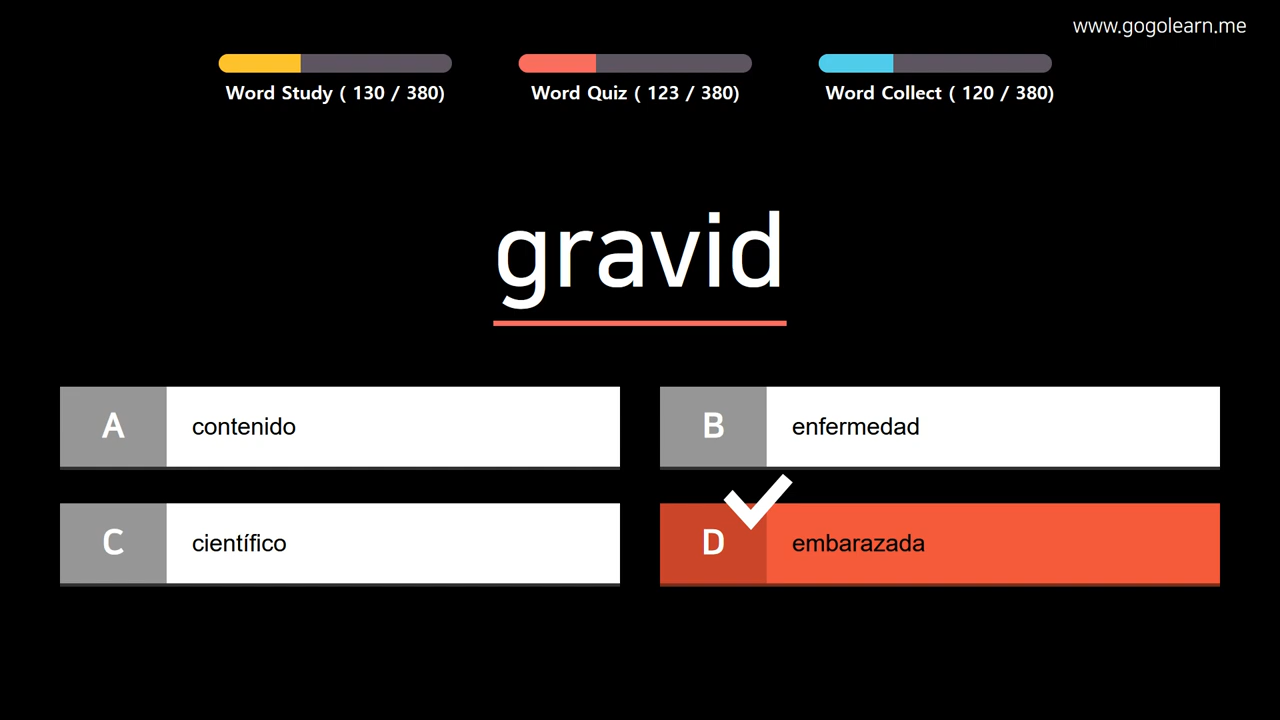 www.gogolearn.me
Word Study ( 130 / 380)
Word Quiz ( 123 / 380)
Word Collect ( 120 / 380)
gravid
A contenido
B enfermedad
C científico
D embarazada